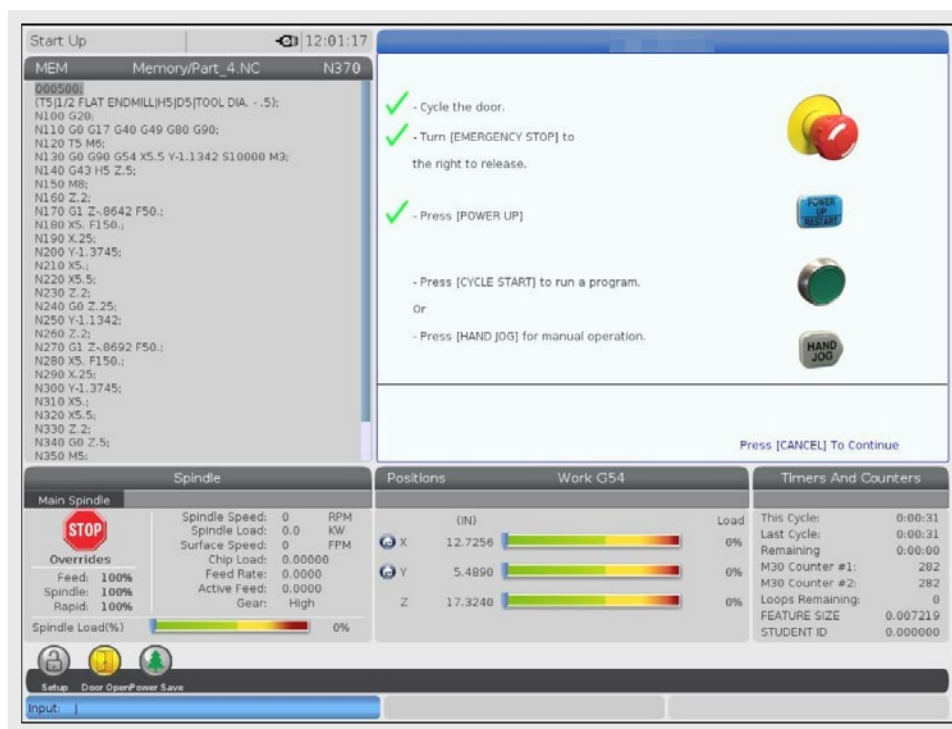 Start Up
12:01:17
MEM Memory/Part_4.NC N370
O00500;
(T5|1/2 FLAT ENDMILL|H5|D5|TOOL DIA. - .5);
N100 G20;
N110 G0 G17 G40 G49 G80 G90;
N120 T5 M6;
N130 G0 G90 G54 X5.5 Y-1.1342 S10000 M3;
N140 G43 H5 Z.5;
N150 M8;
N160 Z.2;
N170 G1 Z-.8642 F50.;
N180 X5. F150.;
N190 X.25;
N200 Y-1.3745;
N210 X5.;
N220 X5.5;
N230 Z.2;
N240 G0 Z.25;
N250 Y-1.1342;
N260 Z.2;
N270 G1 Z-.8692 F50.;
N280 X5. F150.;
N290 X.25;
N300 Y-1.3745;
N310 X5.;
N320 X5.5;
N330 Z.2;
N340 G0 Z.5;
N350 M5;
- Cycle the door.
- Turn [EMERGENCY STOP] to
the right to release.
- Press [POWER UP]
POWER
UP
RESTART
- Press [CYCLE START] to run a program.
Or
- Press [HAND JOG] for manual operation.
HAND
JOG
Press [CANCEL] To Continue
Spindle
Main Spindle
STOP
Overrides
Feed: 100%
Spindle: 100%
Rapid: 100%
Spindle Speed: 0 RPM
Spindle Load: 0.0 KW
Surface Speed: 0 FPM
Chip Load: 0.00000
Feed Rate: 0.0000
Active Feed: 0.0000
Gear: High
Spindle Load(%) 0%
Positions Work G54
(IN) Load
X 12.7256 0%
Y 5.4890 0%
Z 17.3240 0%
Timers And Counters
This Cycle: 0:00:31
Last Cycle: 0:00:31
Remaining 0:00:00
M30 Counter #1: 282
M30 Counter #2: 282
Loops Remaining: 0
FEATURE SIZE 0.007219
STUDENT ID 0.000000
Setup Door Open Power Save
Input: |